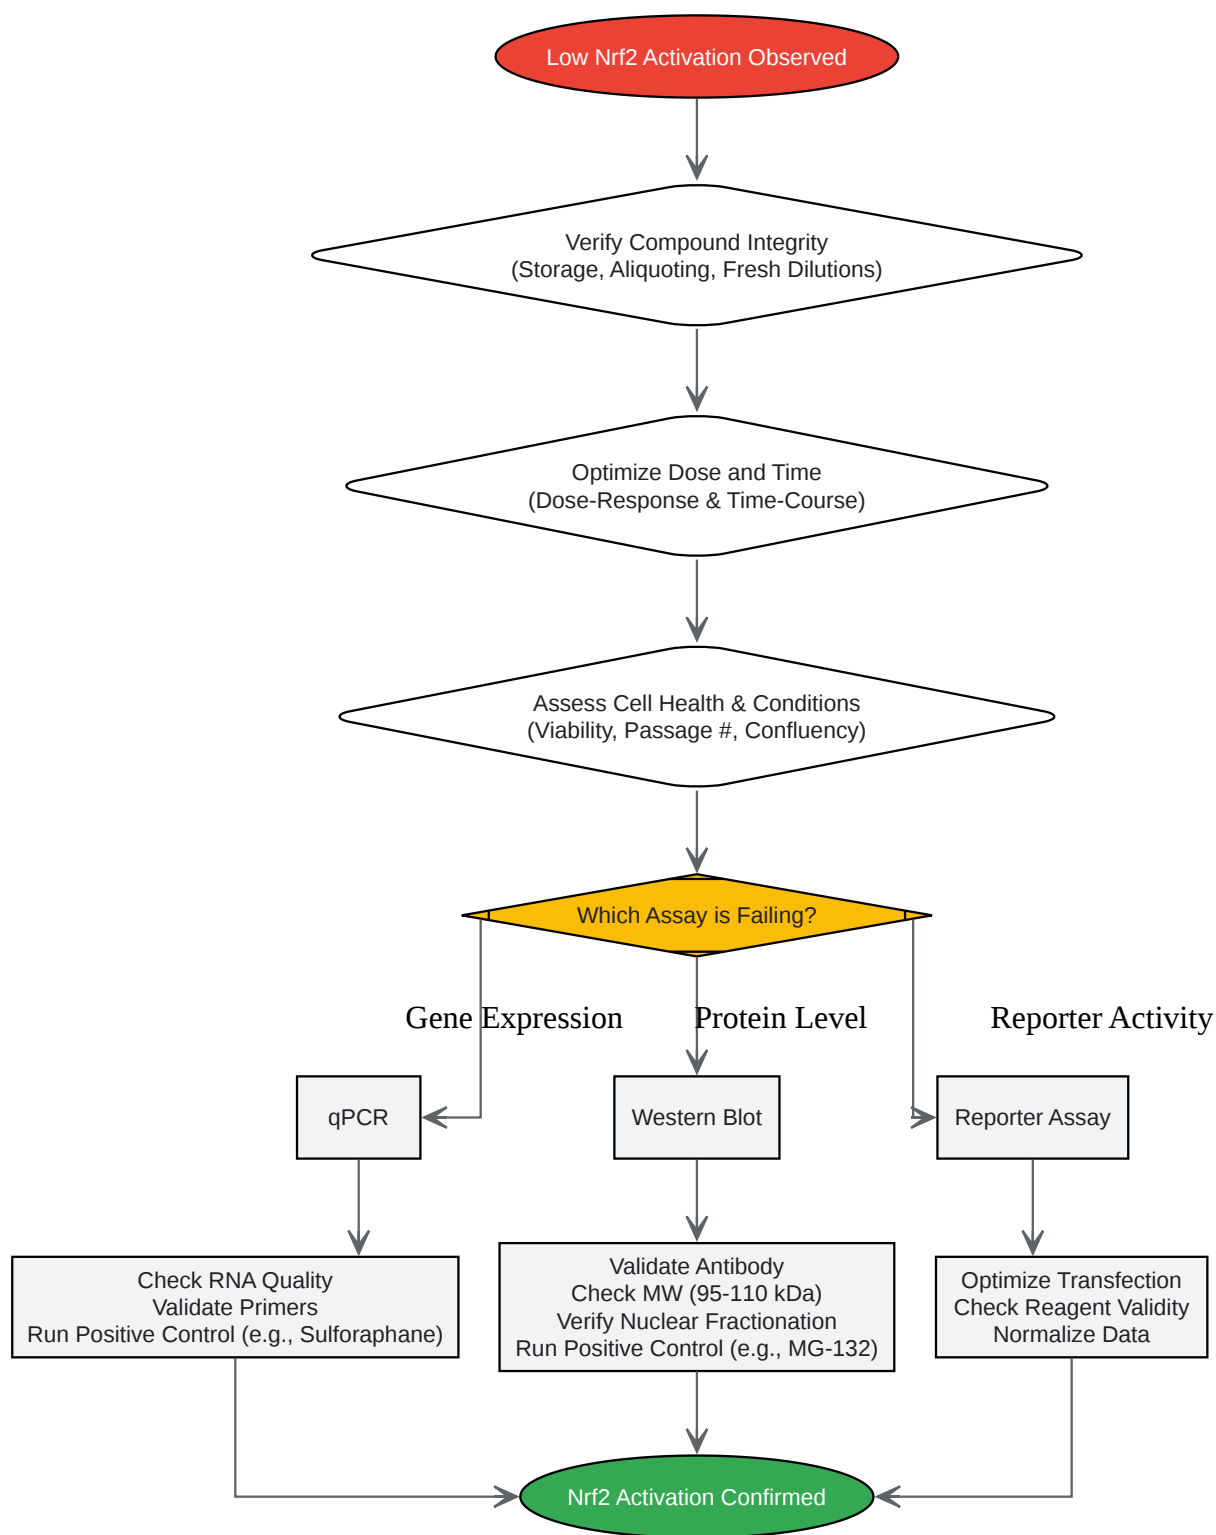 Low Nrf2 Activation Observed
Verify Compound Integrity
(Storage, Aliquoting, Fresh Dilutions)
Optimize Dose and Time
(Dose-Response & Time-Course)
Assess Cell Health & Conditions
(Viability, Passage #, Confluency)
Which Assay is Failing?
Gene Expression
Protein Level
Reporter Activity
qPCR
Western Blot
Reporter Assay
Check RNA Quality
Validate Primers
Run Positive Control (e.g., Sulforaphane)
Validate Antibody
Check MW (95-110 kDa)
Verify Nuclear Fractionation
Run Positive Control (e.g., MG-132)
Optimize Transfection
Check Reagent Validity
Normalize Data
Nrf2 Activation Confirmed